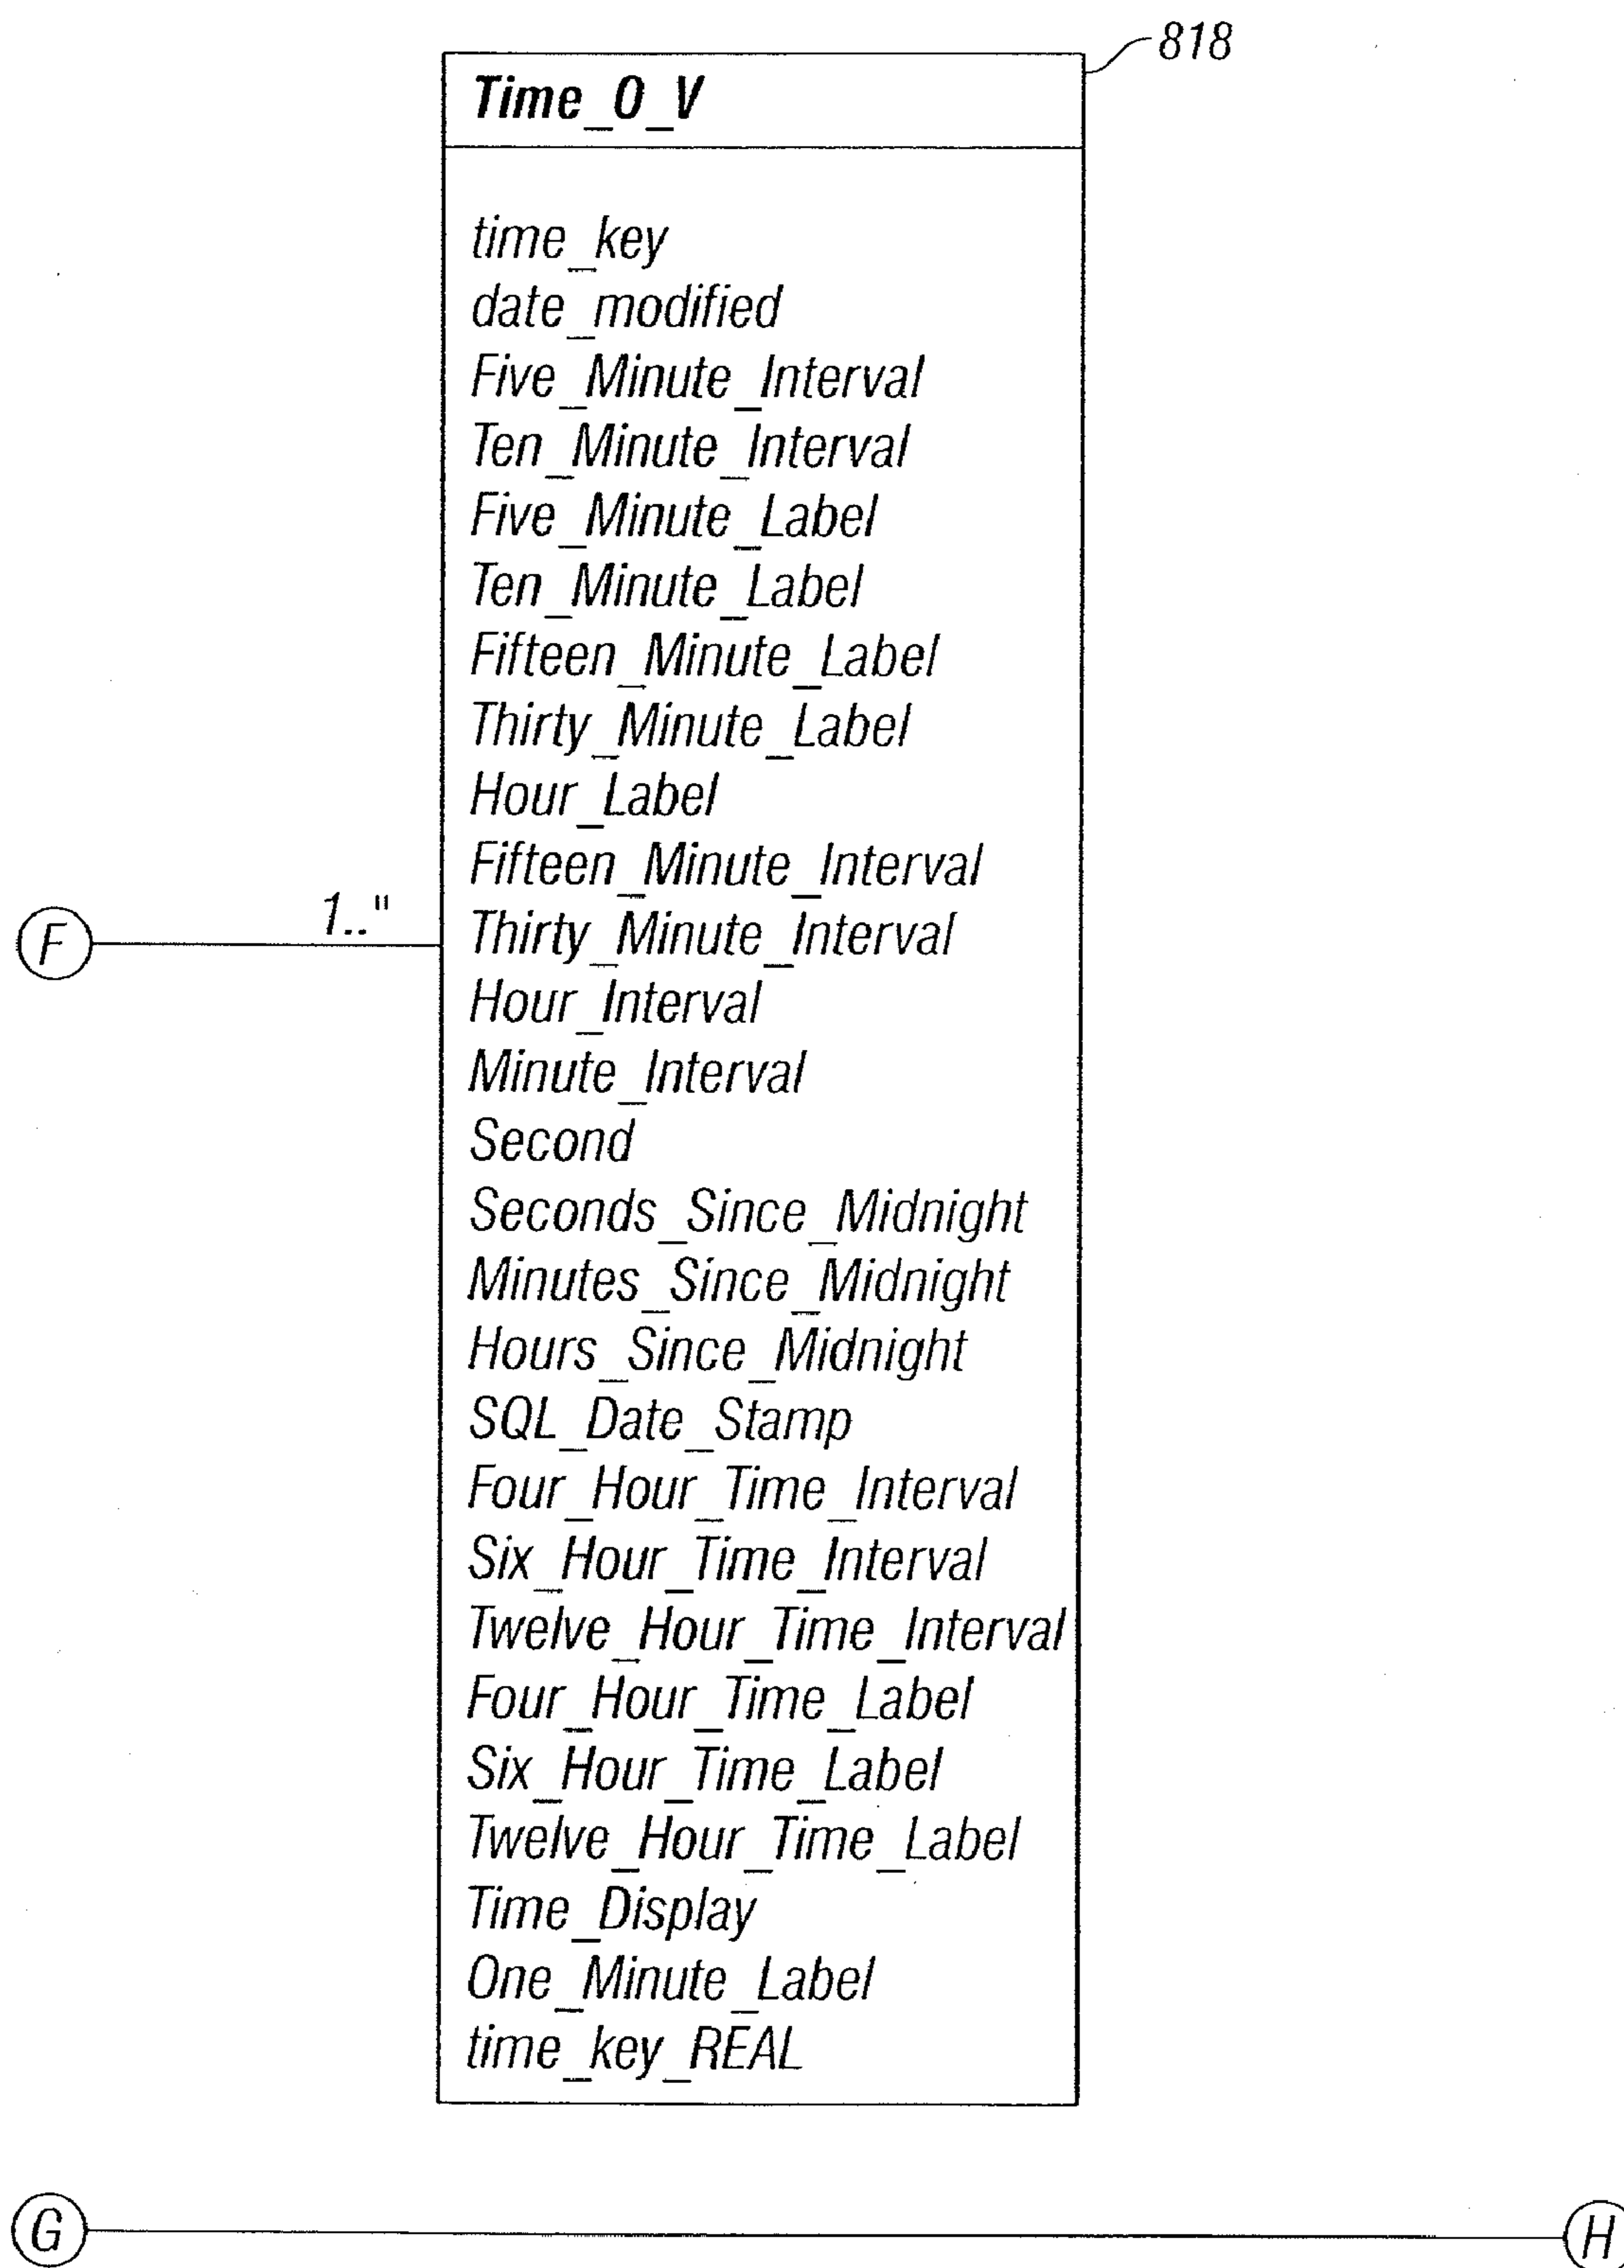 818
Time_O_V
time_key
date_modified
Five_Minute_Interval
Ten_Minute_Interval
Five_Minute_Label
Ten_Minute_Label
Fifteen_Minute_Label
Thirty_Minute_Label
Hour_Label
Fifteen_Minute_Interval
F 1.." Thirty_Minute_Interval
Hour_Interval
Minute_Interval
Second
Seconds_Since_Midnight
Minutes_Since_Midnight
Hours_Since_Midnight
SQL_Date_Stamp
Four_Hour_Time_Interval
Six_Hour_Time_Interval
Twelve_Hour_Time_Interval
Four_Hour_Time_Label
Six_Hour_Time_Label
Twelve_Hour_Time_Label
Time_Display
One_Minute_Label
time_key_REAL
G H